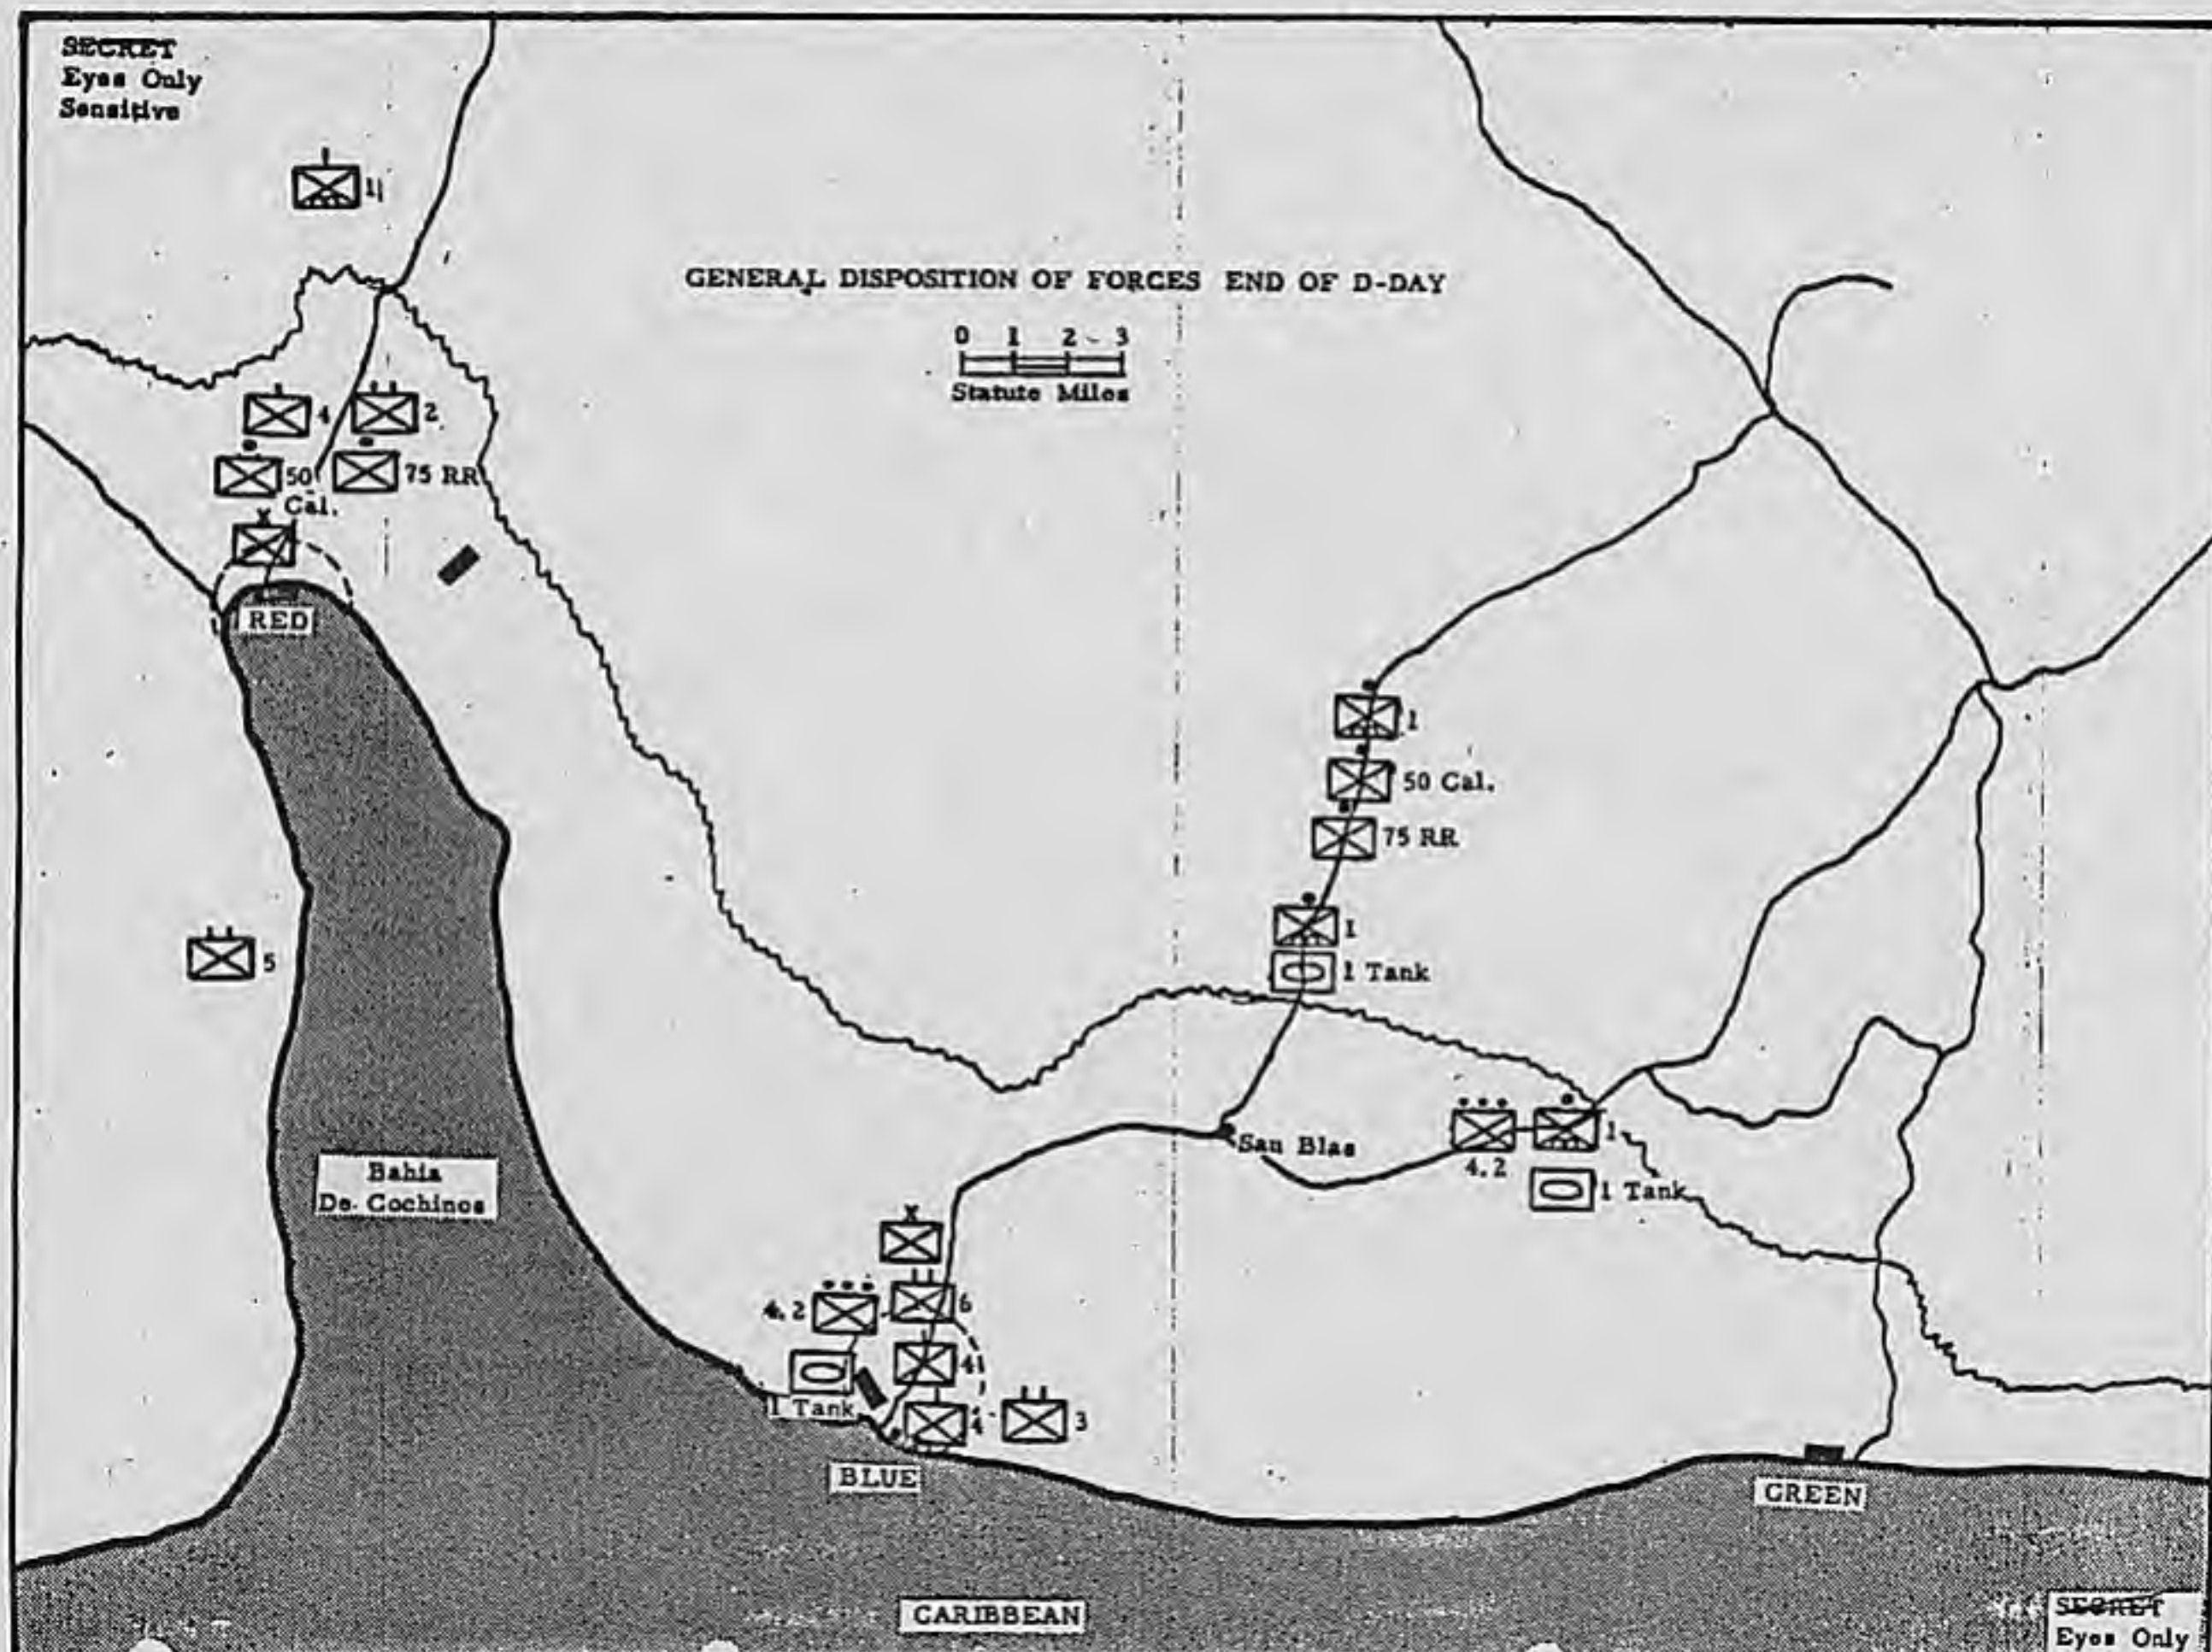 SECRET
Eyes Only
Sensitive
1
GENERAL DISPOSITION OF FORCES END OF D-DAY
0 1 2 3
Statute Miles
4
2
50
Cal.
75 RR
X
RED
1
50 Cal.
75 RR
1
1 Tank
5
San Blas
4.2
1
1 Tank
Bahia
De Cochinos
X
4.2
6
4
1 Tank
4
3
BLUE
GREEN
CARIBBEAN
SECRET
Eyes Only